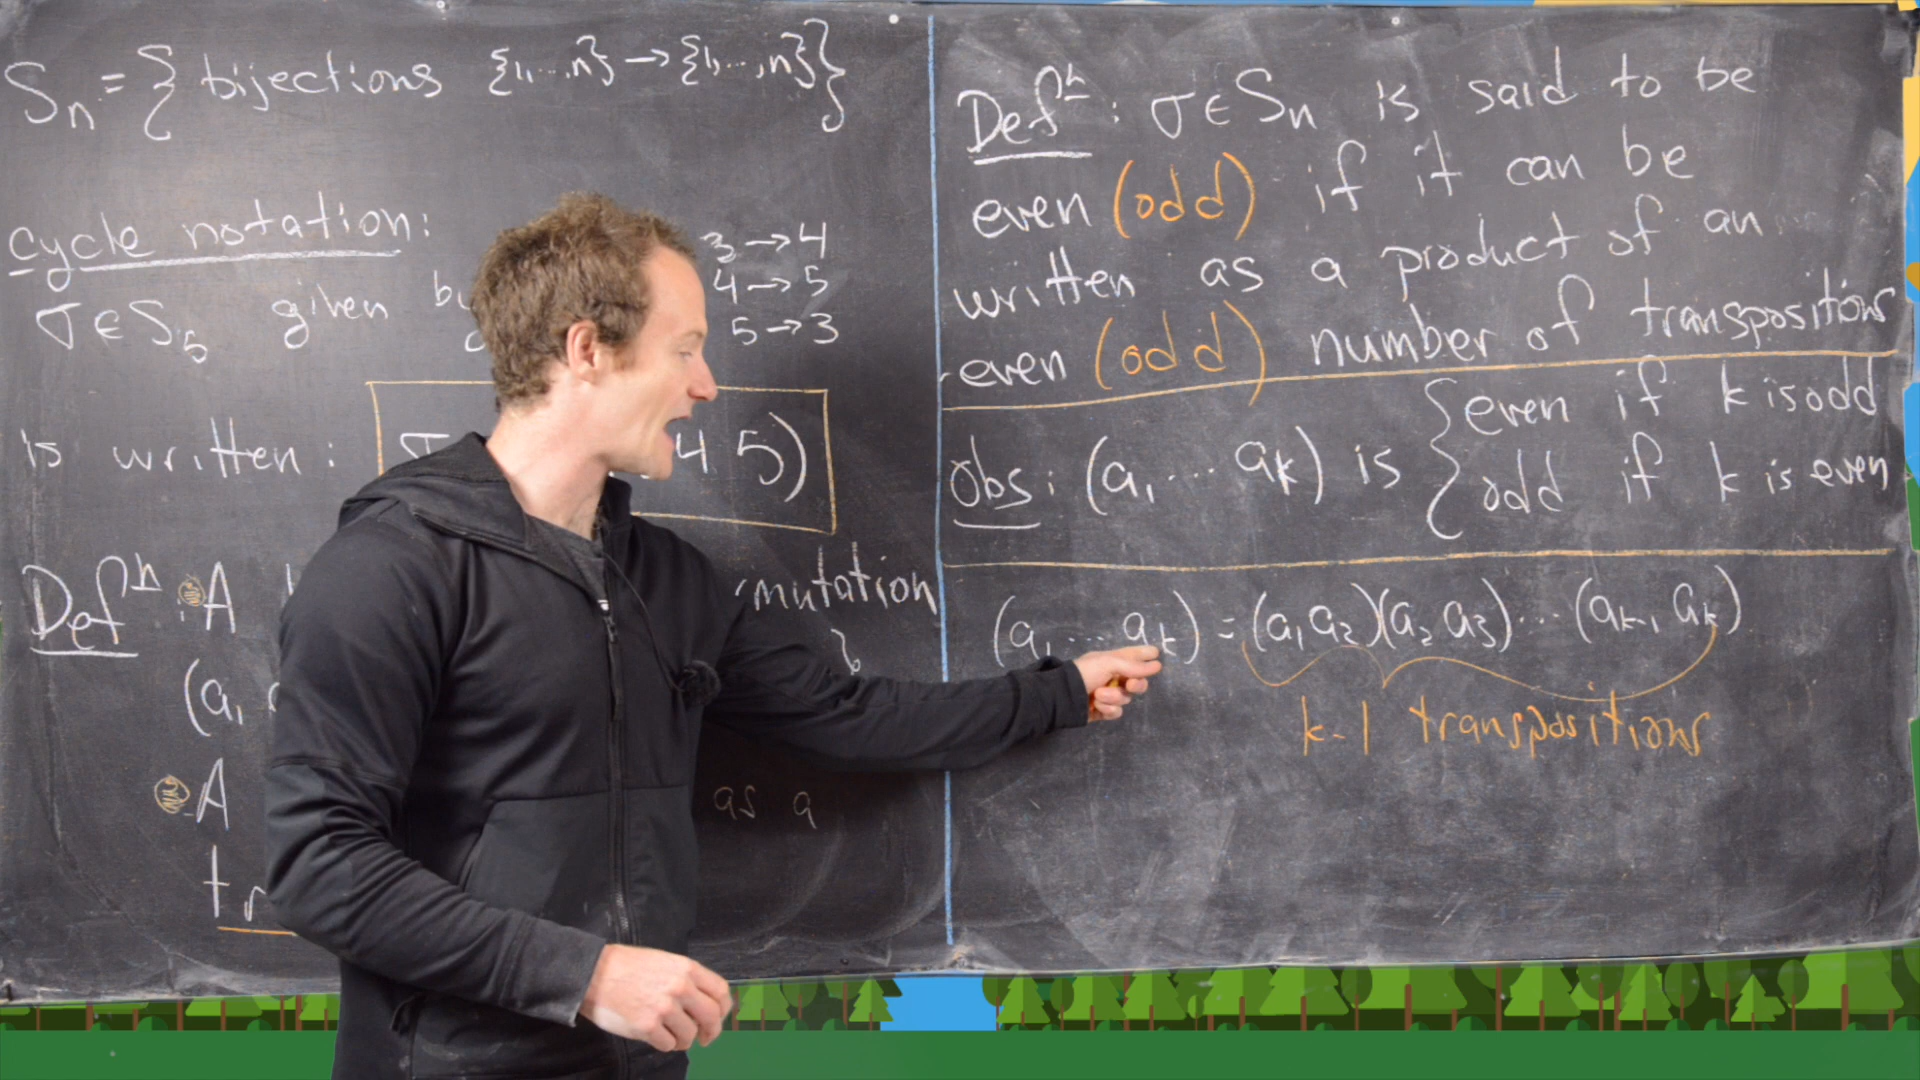 Sₙ = { bijections {1,...,n} → {1,...,n}}
cycle notation:
σ ∈ S₅ given
3 → 4
4 → 5
5 → 3
is written:
4 5)
Defⁿ: A
mutation
(a₁
A
as a
Defⁿ: σ ∈ Sₙ is said to be
even (odd) if it can be
written as a product of an
even (odd) number of transpositions
obs: (a₁ ... aₖ) is { even if k is odd
odd if k is even
(a₁ ... aₖ) = (a₁ a₂)(a₂ a₃) ... (aₖ₋₁ aₖ)
k-1 transpositions